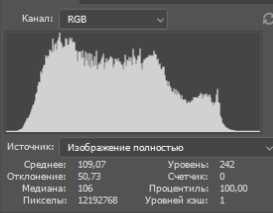 Канал: RGB
Источник: Изображение полностью
Среднее: 109,07 Уровень: 242
Отклонение: 50,73 Счетчик: 0
Медиана: 106 Процентиль: 100,00
Пикселы: 12192768 Уровней кэш: 1